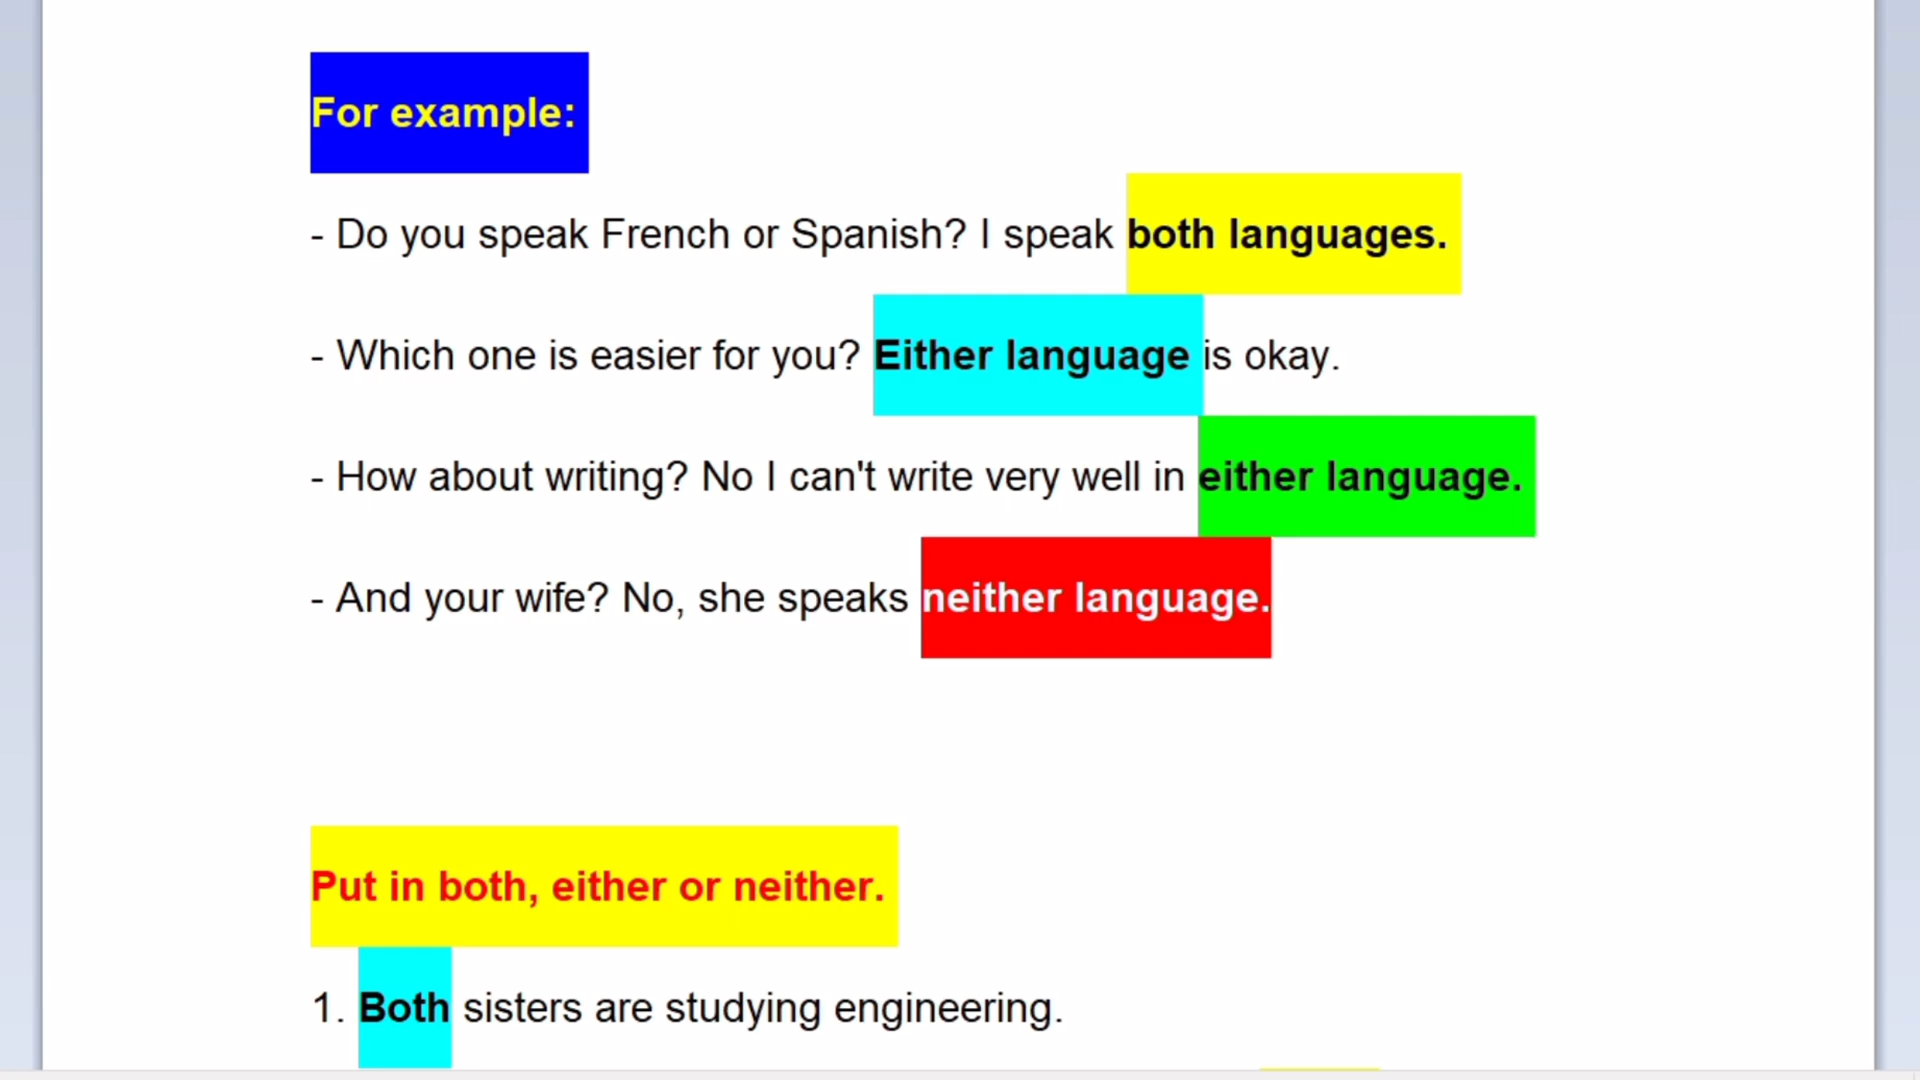 For example:
- Do you speak French or Spanish? I speak both languages.
- Which one is easier for you? Either language is okay.
- How about writing? No I can't write very well in either language.
- And your wife? No, she speaks neither language.
Put in both, either or neither.
1. Both sisters are studying engineering.